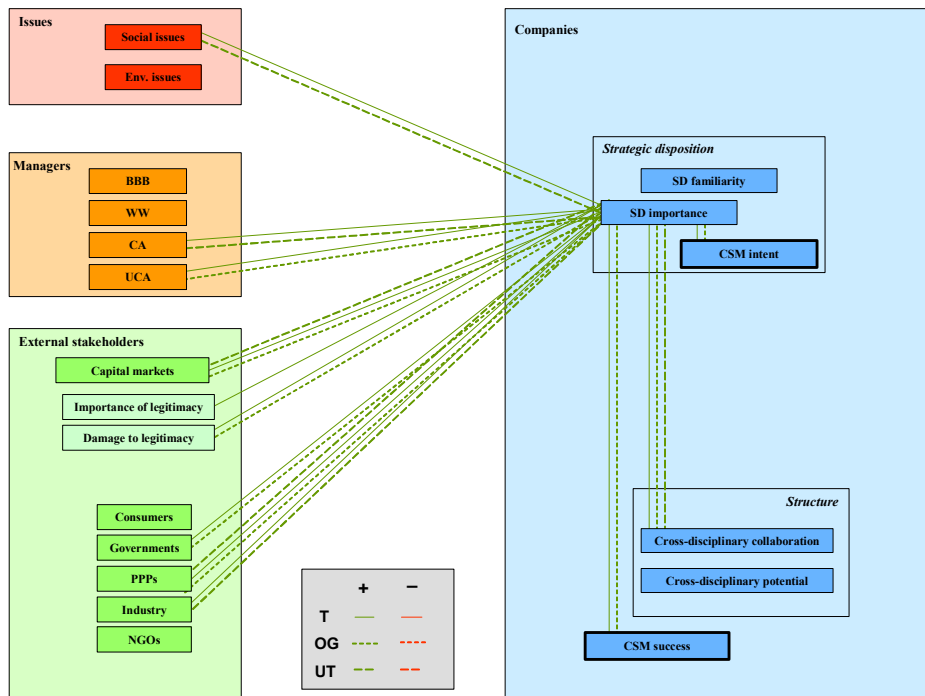 Issues
Social issues
Env. issues
Managers
BBB
WW
CA
UCA
External stakeholders
Capital markets
Importance of legitimacy
Damage to legitimacy
Consumers
Governments
PPPs
Industry
NGOs
Companies
Strategic disposition
SD familiarity
SD importance
CSM intent
Structure
Cross-disciplinary collaboration
Cross-disciplinary potential
CSM success
+ −
T
OG
UT